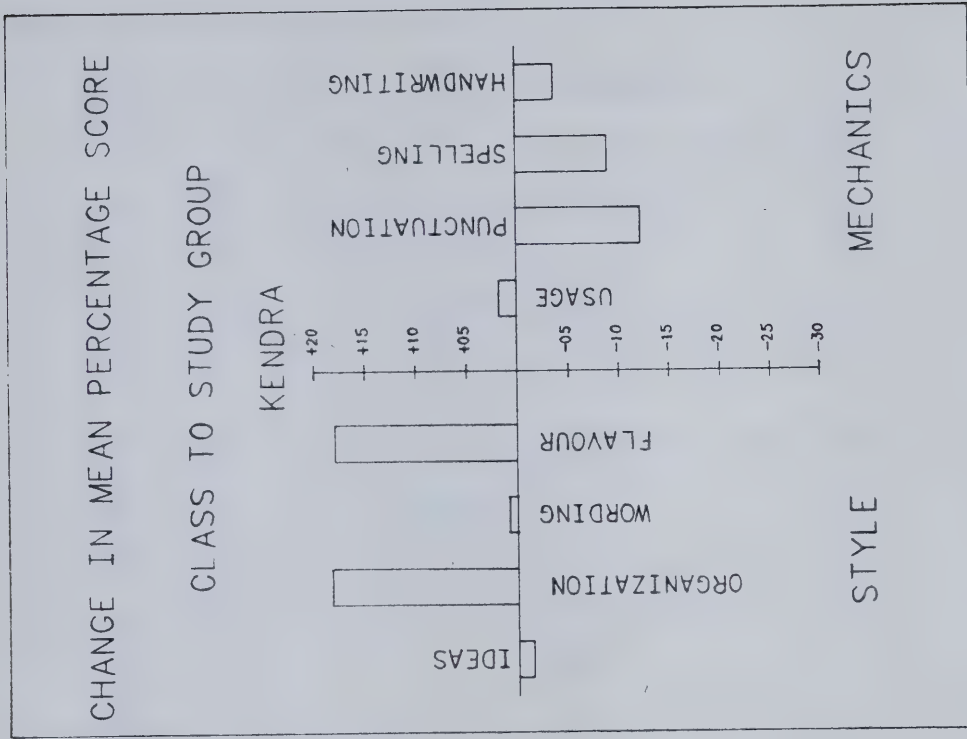 CHANGE IN MEAN PERCENTAGE SCORE
CLASS TO STUDY GROUP
KENDRA
+20
+15
+10
+05
-05
-10
-15
-20
-25
-30
IDEAS
ORGANIZATION
WORDING
FLAVOUR
USAGE
PUNCTUATION
SPELLING
HANDWRITING
STYLE
MECHANICS